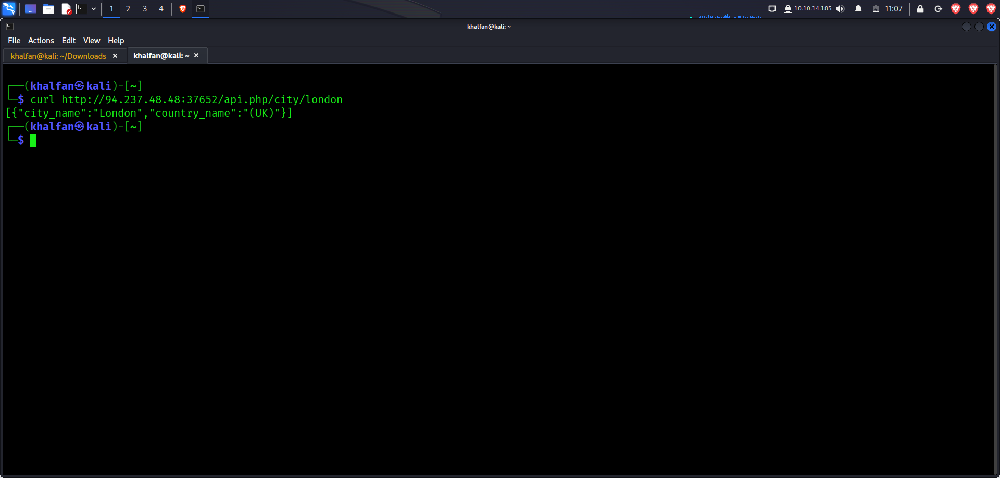 1 2 3 4 10.10.14.185 11:07
khalfan@kali: ~
File Actions Edit View Help
khalfan@kali: ~/Downloads × khalfan@kali: ~ ×
┌──(khalfan㉿kali)-[~]
└─$ curl http://94.237.48.48:37652/api.php/city/london
[{"city_name":"London","country_name":"(UK)"}]
┌──(khalfan㉿kali)-[~]
└─$